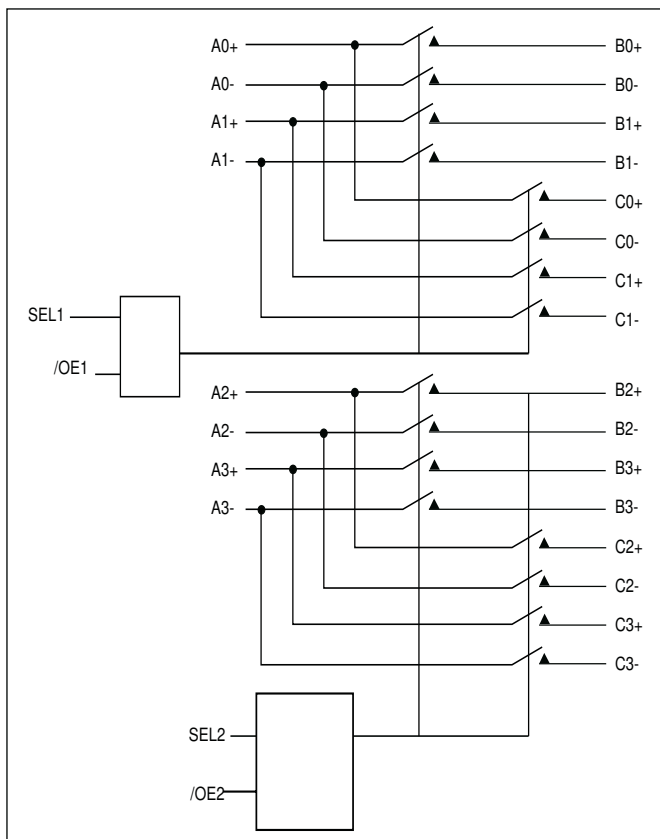 A0+ B0+
A0- B0-
A1+ B1+
A1- B1-
C0+
C0-
C1+
SEL1 C1-
/OE1
A2+ B2+
A2- B2-
A3+ B3+
A3- B3-
C2+
C2-
C3+
C3-
SEL2
/OE2